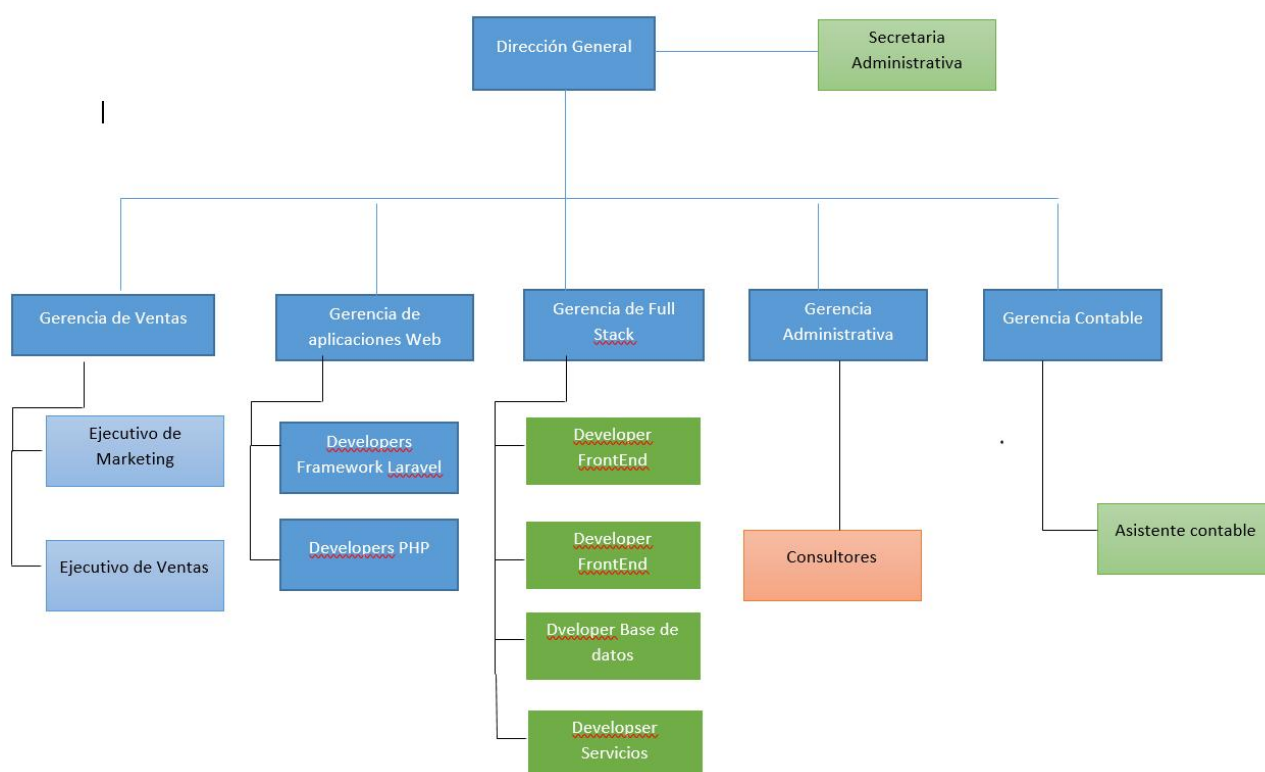 Dirección General
Secretaria
Administrativa
Gerencia de Ventas
Gerencia de
aplicaciones Web
Gerencia de Full
Stack
Gerencia
Administrativa
Gerencia Contable
Ejecutivo de
Marketing
Ejecutivo de Ventas
Developers
Framework Laravel
Developers PHP
Developer
FrontEnd
Developer
FrontEnd
Dveloper Base de
datos
Developser
Servicios
Consultores
Asistente contable